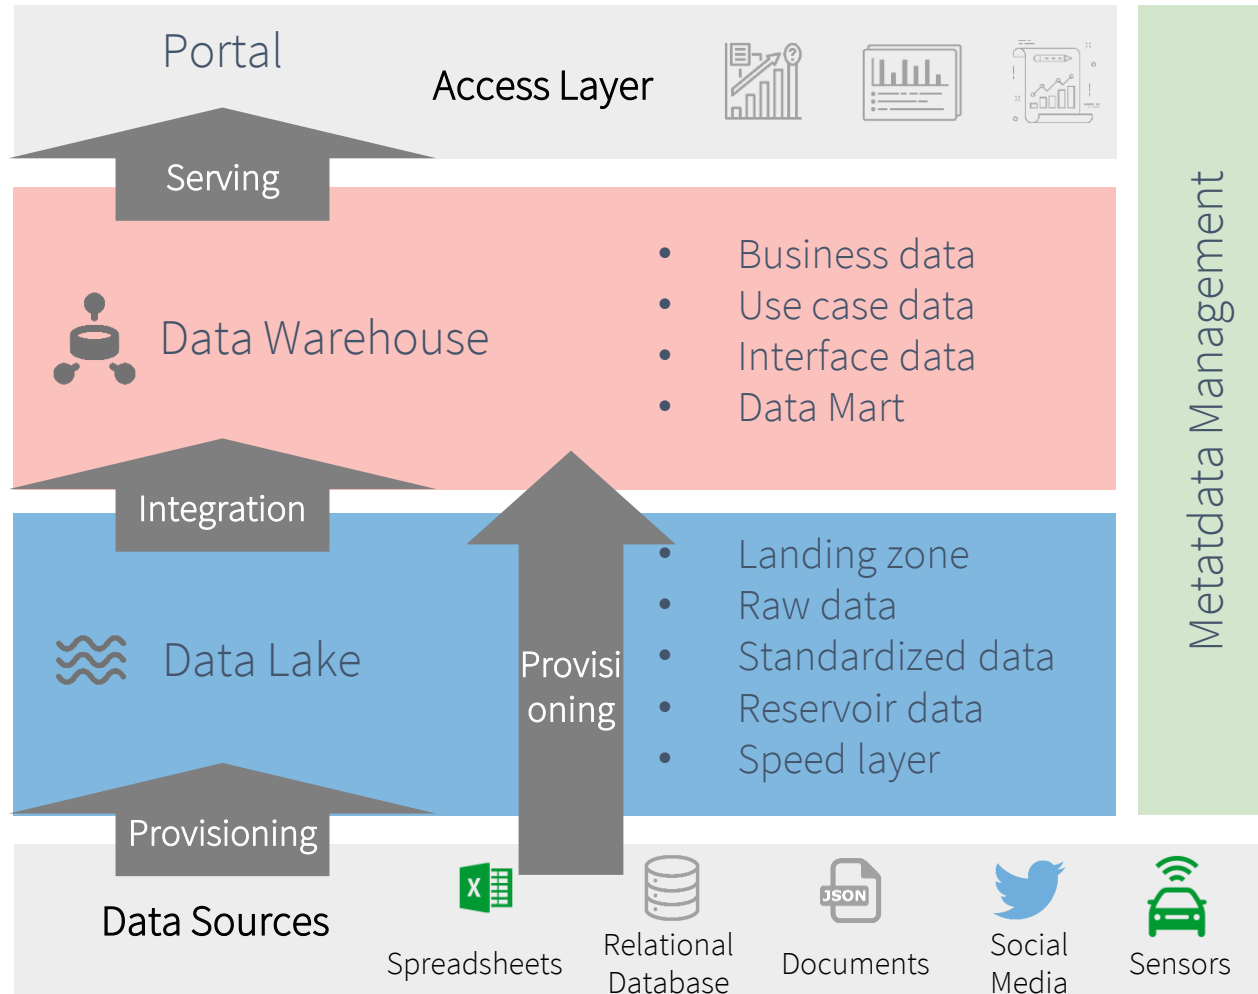 Portal
Access Layer
?
Serving
Data Warehouse
• Business data
• Use case data
• Interface data
• Data Mart
Integration
Data Lake
Provisi
oning
• Landing zone
• Raw data
• Standardized data
• Reservoir data
• Speed layer
Provisioning
Data Sources
X
Spreadsheets
Relational
Database
JSON
Documents
Social
Media
Sensors
Metatdata Management